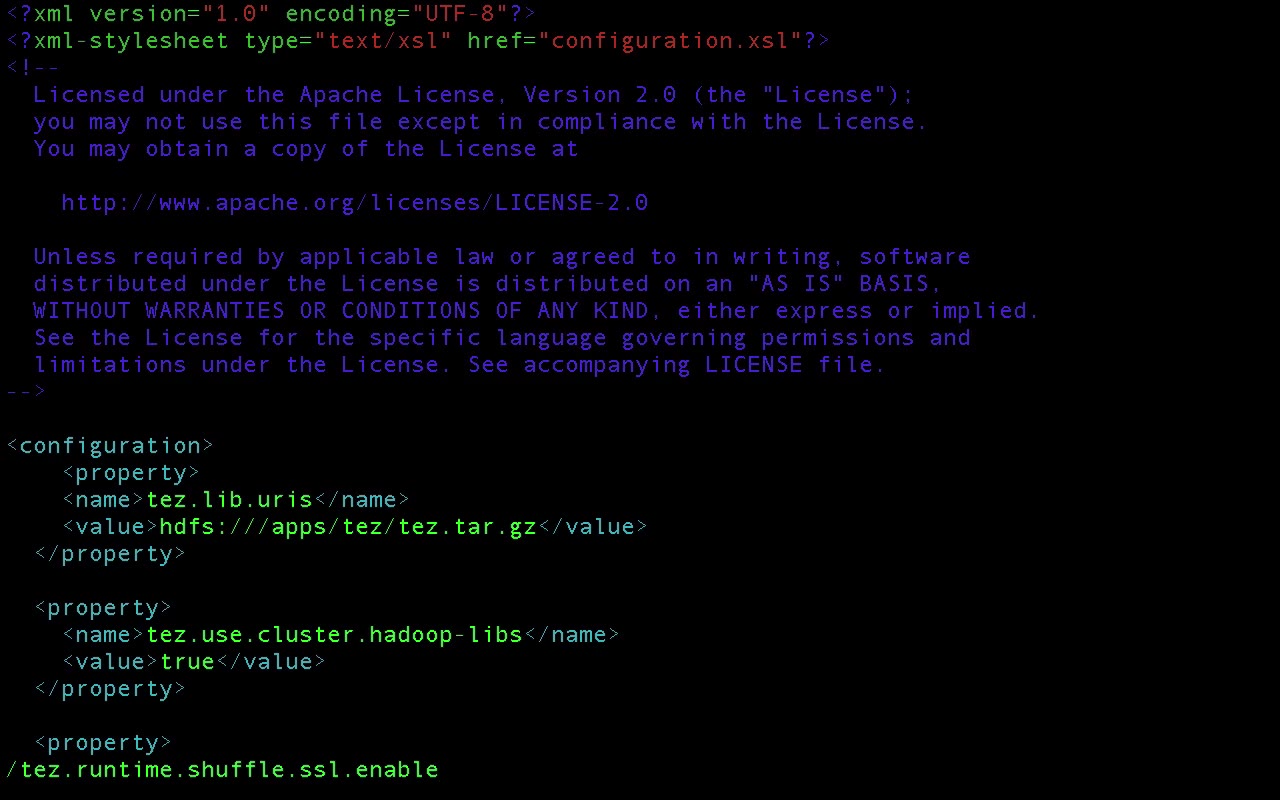 <?xml version="1.0" encoding="UTF-8"?>
<?xml-stylesheet type="text/xsl" href="configuration.xsl"?>
<!--
  Licensed under the Apache License, Version 2.0 (the "License");
  you may not use this file except in compliance with the License.
  You may obtain a copy of the License at

    http://www.apache.org/licenses/LICENSE-2.0

  Unless required by applicable law or agreed to in writing, software
  distributed under the License is distributed on an "AS IS" BASIS,
  WITHOUT WARRANTIES OR CONDITIONS OF ANY KIND, either express or implied.
  See the License for the specific language governing permissions and
  limitations under the License. See accompanying LICENSE file.
-->

<configuration>
    <property>
    <name>tez.lib.uris</name>
    <value>hdfs:///apps/tez/tez.tar.gz</value>
  </property>

  <property>
    <name>tez.use.cluster.hadoop-libs</name>
    <value>true</value>
  </property>

  <property>
/tez.runtime.shuffle.ssl.enable